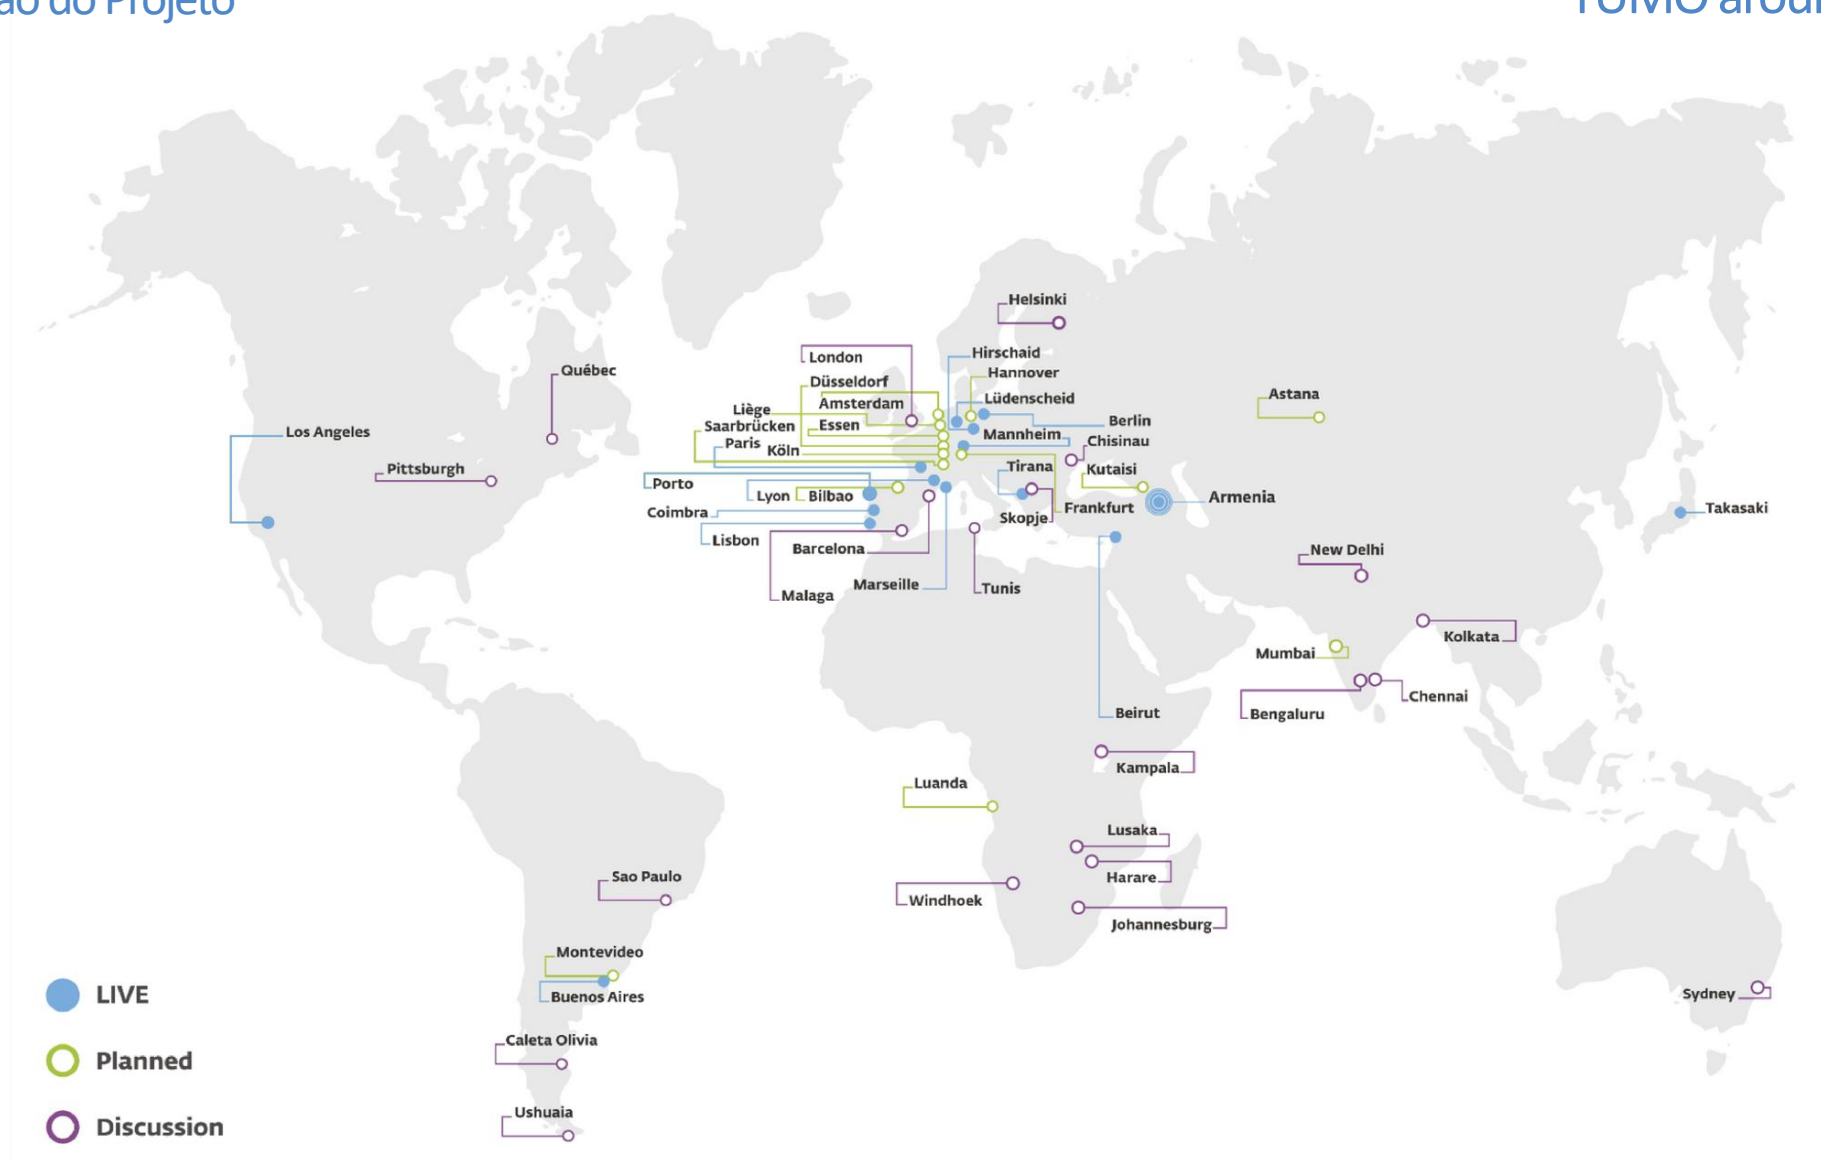 ão do Projeto
TUMO arou
Helsinki
London
Hirschaid
Québec
Hannover
Düsseldorf
Astana
Amsterdam
Lüdenscheid
Liège
Saarbrücken
Essen
Berlin
Los Angeles
Mannheim
Paris
Chisinau
Köln
Pittsburgh
Tirana
Kutaisi
Porto
Lyon
Bilbao
Armenia
Coimbra
Skopje
Frankfurt
Takasaki
Lisbon
Barcelona
New Delhi
Marseille
Tunis
Malaga
Kolkata
Mumbai
Chennai
Beirut
Bengaluru
Kampala
Luanda
Lusaka
Sao Paulo
Harare
Windhoek
Johannesburg
Montevideo
Buenos Aires
Sydney
Caleta Olivia
Ushuaia
LIVE
Planned
Discussion